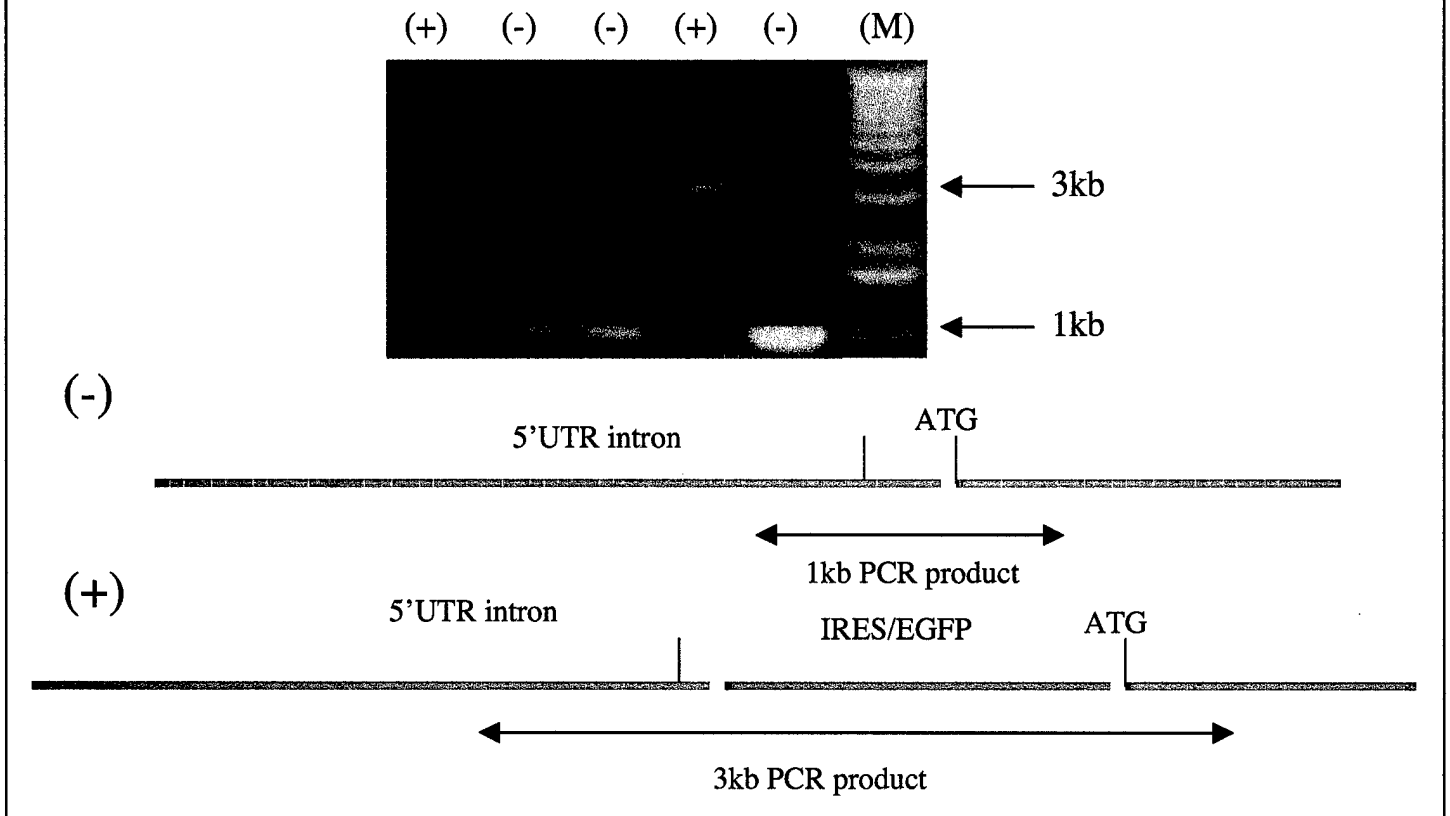 (+) (-) (-) (+) (-) (M)
3kb
1kb
(-)
5'UTR intron
ATG
1kb PCR product
(+)
5'UTR intron
IRES/EGFP
ATG
3kb PCR product